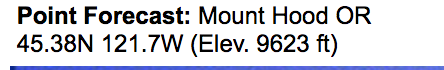 Point Forecast: Mount Hood OR
45.38N 121.7W (Elev. 9623 ft)